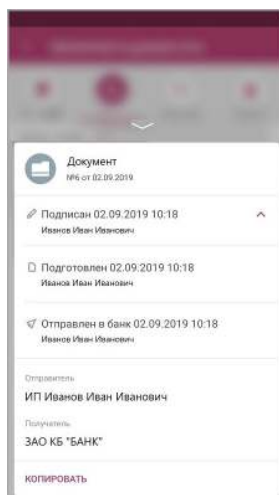 Документ
№6 от 02.09.2019
Подписан 02.09.2019 10:18
Иванов Иван Иванович
Подготовлен 02.09.2019 10:18
Иванов Иван Иванович
Отправлен в банк 02.09.2019 10:18
Иванов Иван Иванович
Отправитель
ИП Иванов Иван Иванович
Получатель
ЗАО КБ "БАНК"
КОПИРОВАТЬ